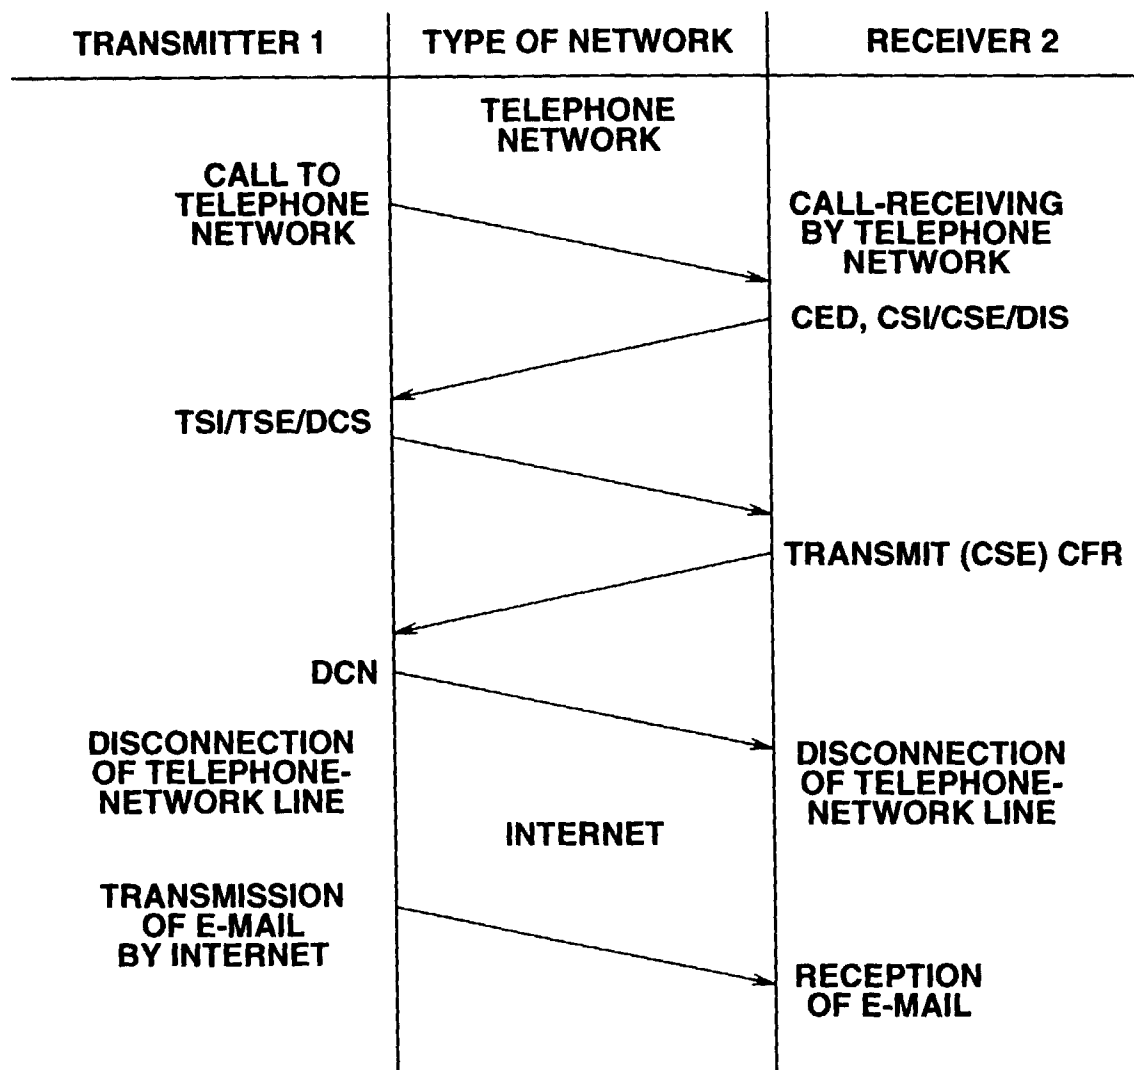 TRANSMITTER 1
TYPE OF NETWORK
RECEIVER 2
TELEPHONE
NETWORK
CALL TO
TELEPHONE
NETWORK
CALL-RECEIVING
BY TELEPHONE
NETWORK
CED, CSI/CSE/DIS
TSI/TSE/DCS
TRANSMIT (CSE) CFR
DCN
DISCONNECTION
OF TELEPHONE-
NETWORK LINE
DISCONNECTION
OF TELEPHONE-
NETWORK LINE
INTERNET
TRANSMISSION
OF E-MAIL
BY INTERNET
RECEPTION
OF E-MAIL